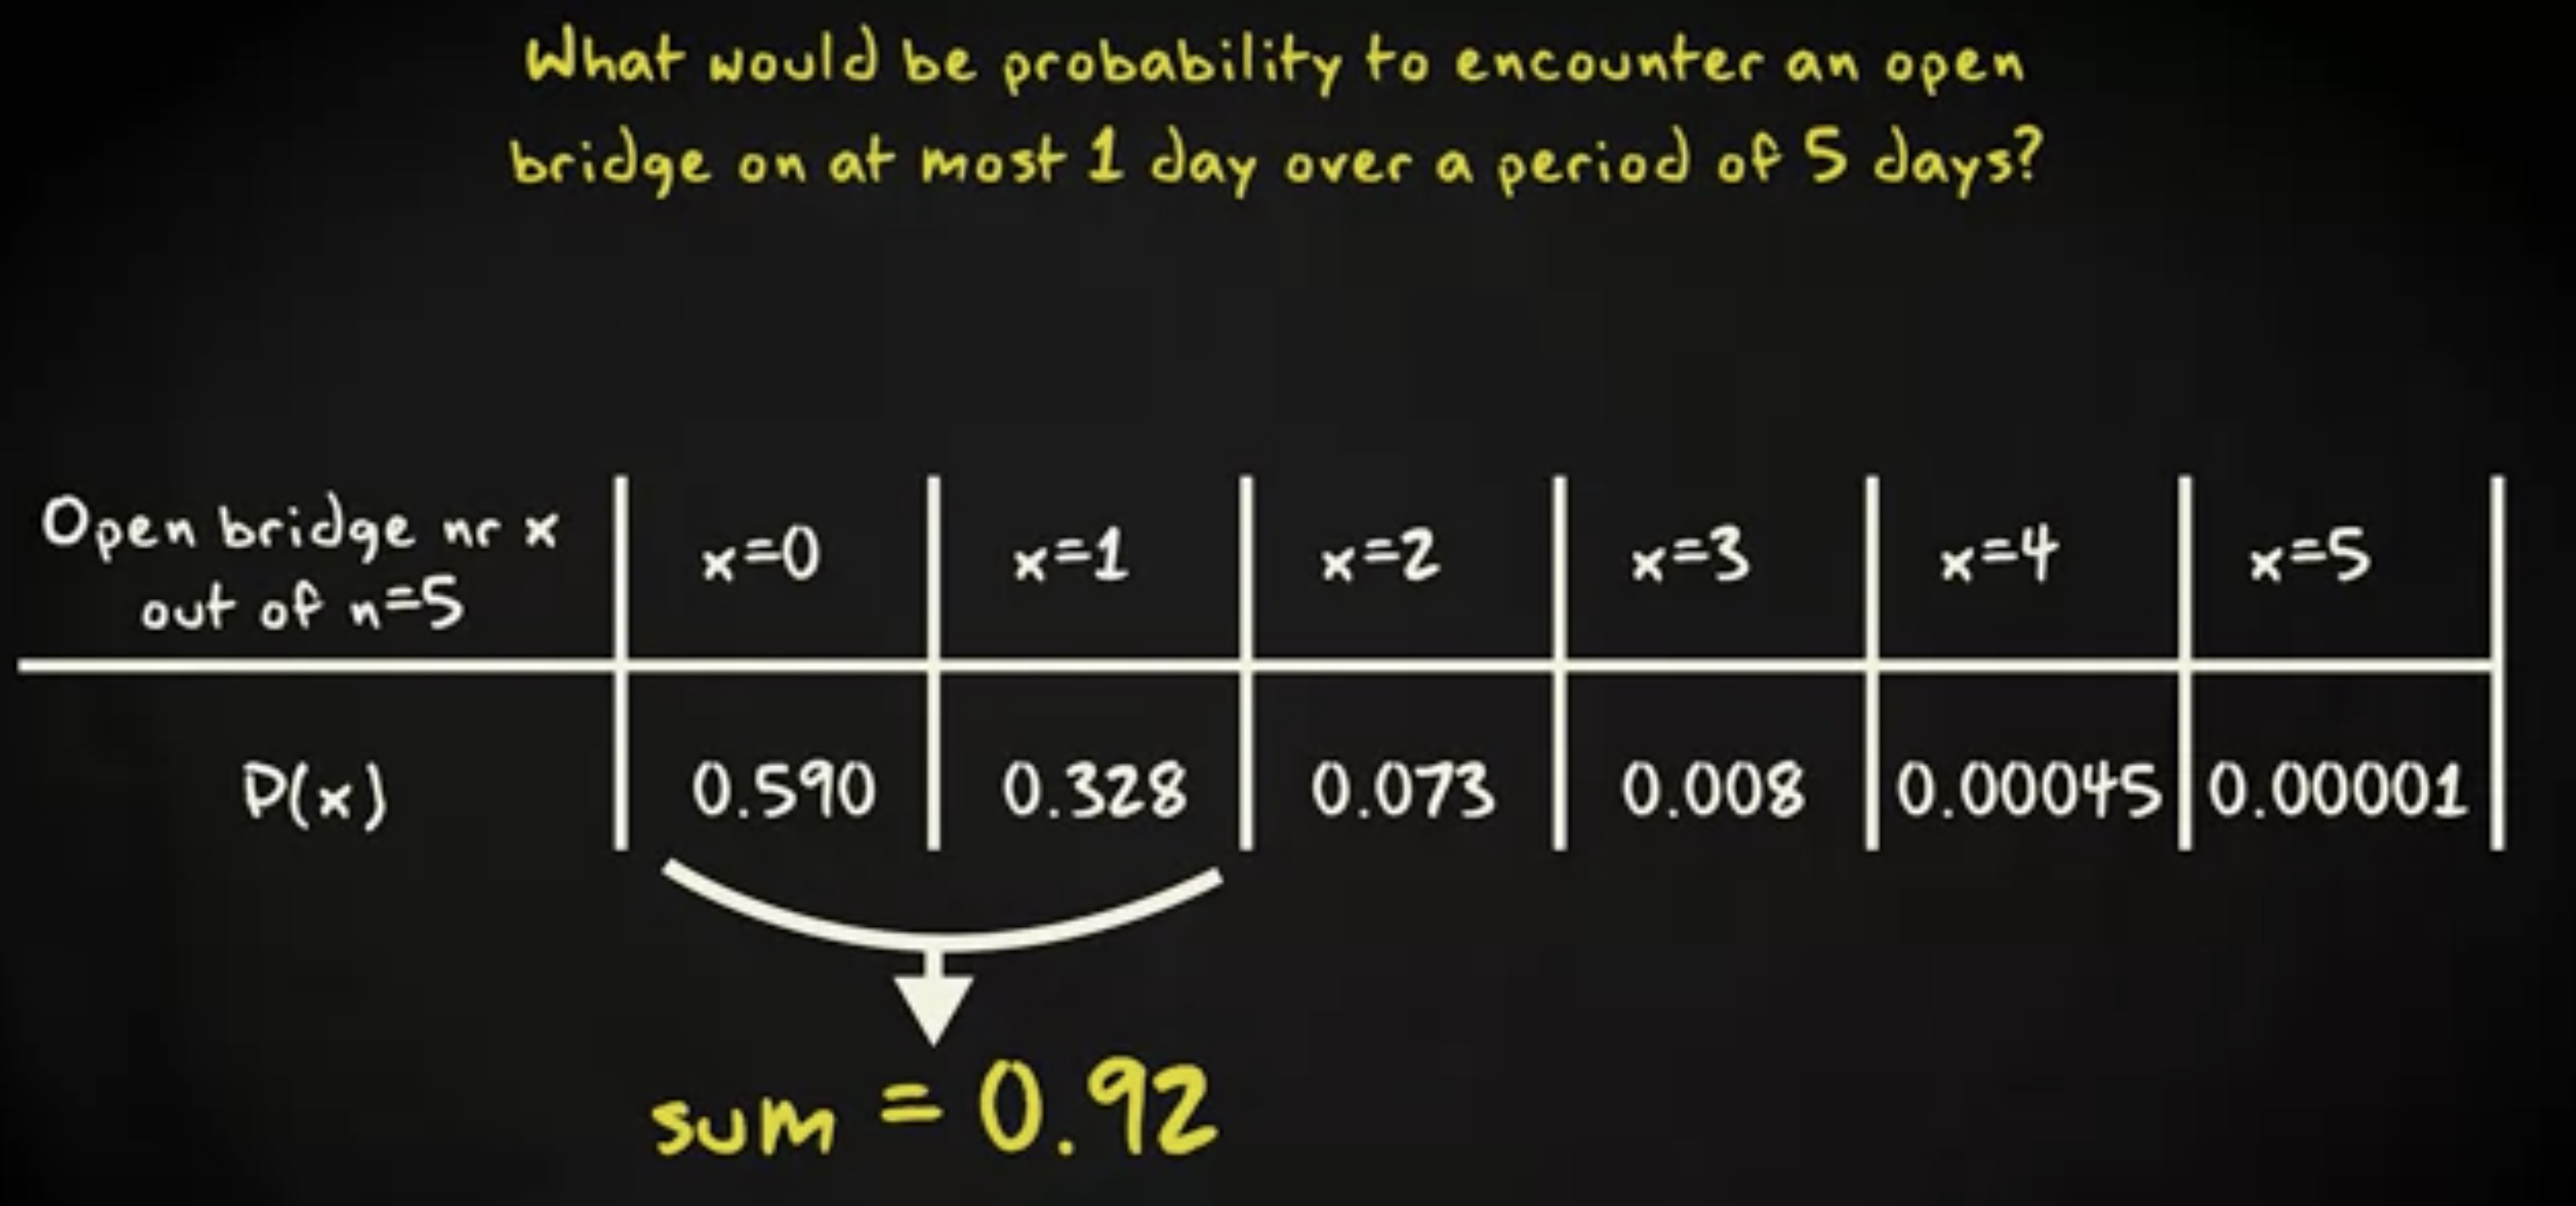 What would be probability to encounter an open
bridge on at most 1 day over a period of 5 days?
Open bridge nr x
out of n=5
x=0 x=1 x=2 x=3 x=4 x=5
P(x) 0.590 0.328 0.073 0.008 0.00045 0.00001
sum = 0.92